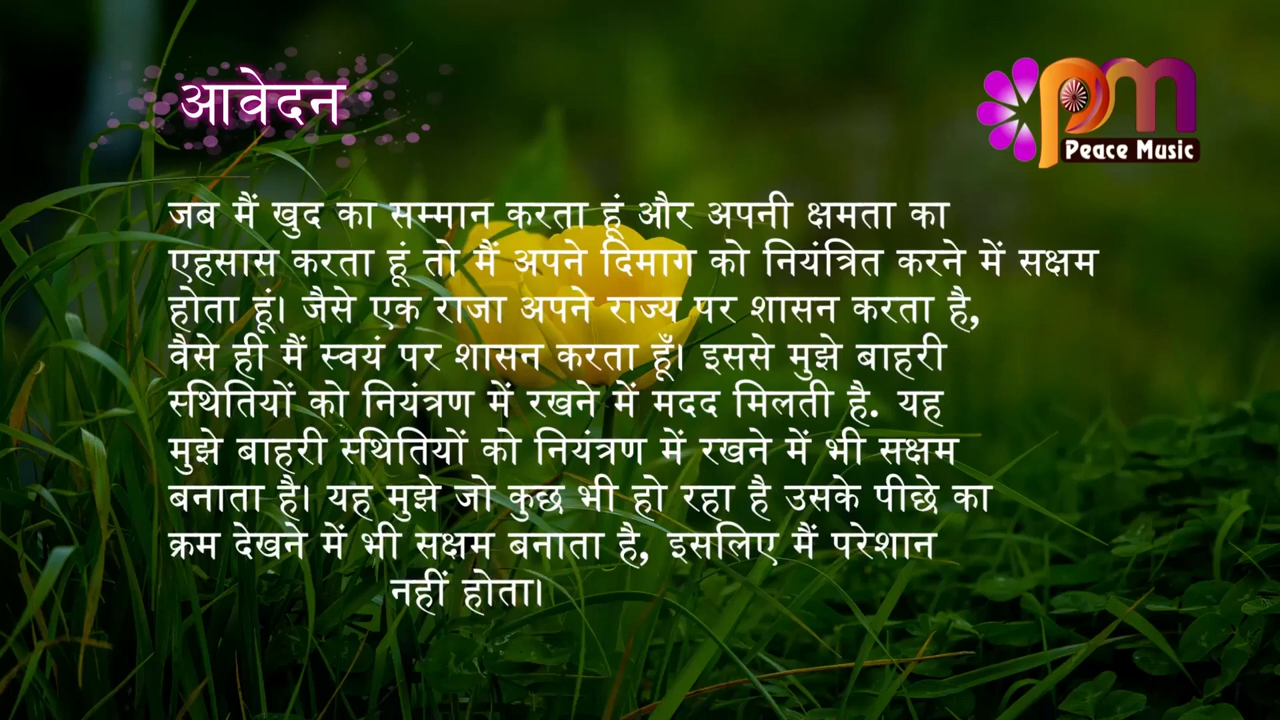 आवेदन
pm
Peace Music
जब मैं खुद का सम्मान करता हूं और अपनी क्षमता का
एहसास करता हूं तो मैं अपने दिमाग को नियंत्रित करने में सक्षम
होता हूं। जैसे एक राजा अपने राज्य पर शासन करता है,
वैसे ही मैं स्वयं पर शासन करता हूँ। इससे मुझे बाहरी
स्थितियों को नियंत्रण में रखने में मदद मिलती है. यह
मुझे बाहरी स्थितियों को नियंत्रण में रखने में भी सक्षम
बनाता है। यह मुझे जो कुछ भी हो रहा है उसके पीछे का
क्रम देखने में भी सक्षम बनाता है, इसलिए मैं परेशान
नहीं होता।